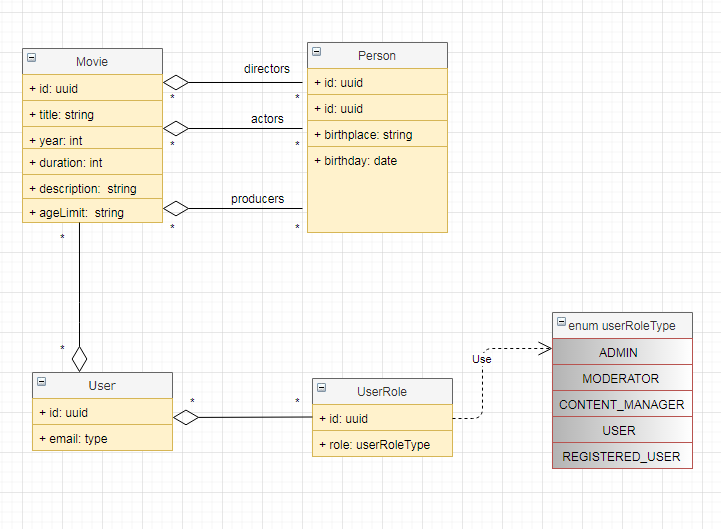 Movie
+ id: uuid
+ title: string
+ year: int
+ duration: int
+ description:  string
+ ageLimit:  string
directors
*
*
actors
*
*
producers
*
*
Person
+ id: uuid
+ id: uuid
+ birthplace: string
+ birthday: date
*
*
User
+ id: uuid
+ email: type
*
*
UserRole
+ id: uuid
+ role: userRoleType
Use
enum userRoleType
ADMIN
MODERATOR
CONTENT_MANAGER
USER
REGISTERED_USER